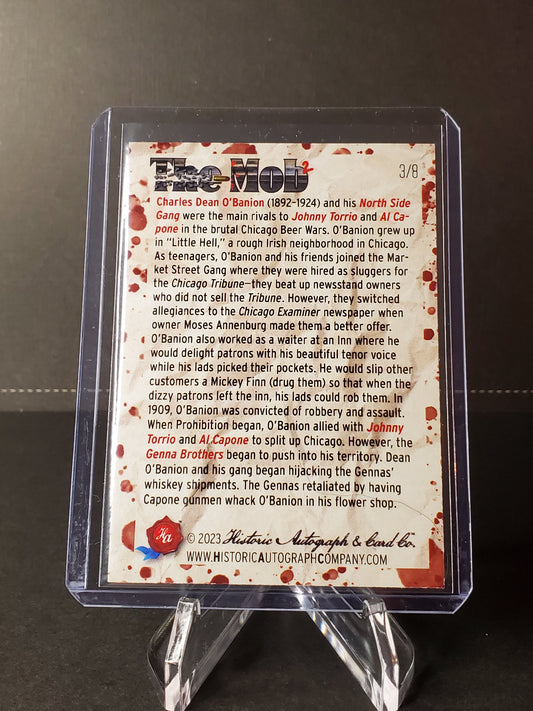 The Mob²
3/8
Charles Dean O'Banion (1892-1924) and his North Side
Gang were the main rivals to Johnny Torrio and Al Ca-
pone in the brutal Chicago Beer Wars. O'Banion grew up
in "Little Hell," a rough Irish neighborhood in Chicago.
As teenagers, O'Banion and his friends joined the Mar-
ket Street Gang where they were hired as sluggers for
the Chicago Tribune—they beat up newsstand owners
who did not sell the Tribune. However, they switched
allegiances to the Chicago Examiner newspaper when
owner Moses Annenburg made them a better offer.
O'Banion also worked as a waiter at an Inn where he
would delight patrons with his beautiful tenor voice
while his lads picked their pockets. He would slip other
customers a Mickey Finn (drug them) so that when the
dizzy patrons left the inn, his lads could rob them. In
1909, O'Banion was convicted of robbery and assault.
When Prohibition began, O'Banion allied with Johnny
Torrio and Al Capone to split up Chicago. However, the
Genna Brothers began to push into his territory. Dean
O'Banion and his gang began hijacking the Gennas'
whiskey shipments. The Gennas retaliated by having
Capone gunmen whack O'Banion in his flower shop.
Ha
© 2023 Historic Autograph & Card Co.™
www.HistoricAutographCompany.com